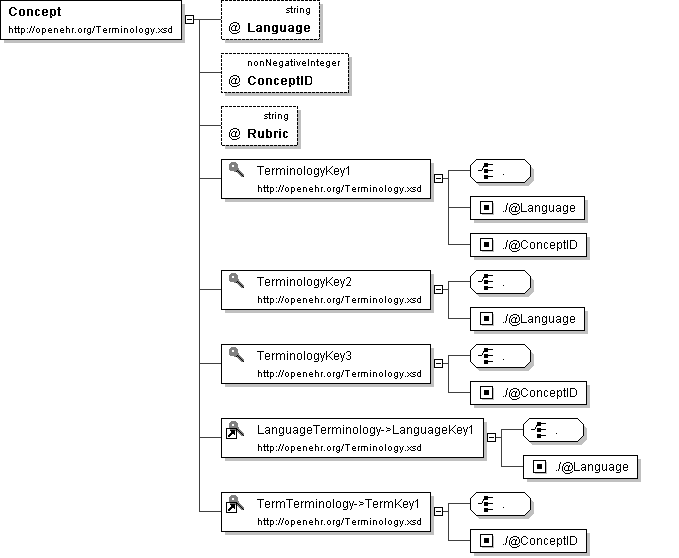 Concept
http://openehr.org/Terminology.xsd
string
@ Language
nonNegativeInteger
@ ConceptID
string
@ Rubric
TerminologyKey1
http://openehr.org/Terminology.xsd
.
./@Language
./@ConceptID
TerminologyKey2
http://openehr.org/Terminology.xsd
.
./@Language
TerminologyKey3
http://openehr.org/Terminology.xsd
.
./@ConceptID
LanguageTerminology->LanguageKey1
http://openehr.org/Terminology.xsd
.
./@Language
TermTerminology->TermKey1
http://openehr.org/Terminology.xsd
.
./@ConceptID